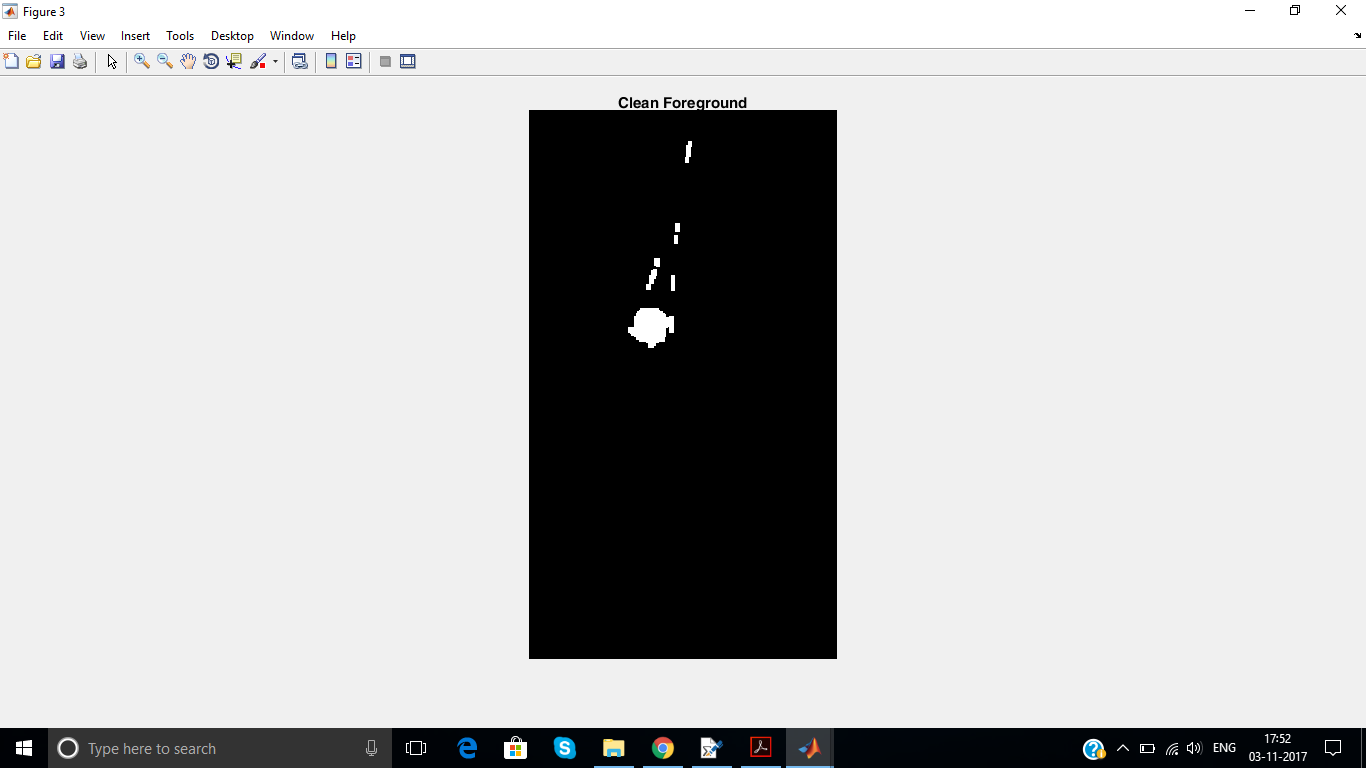 Figure 3
File Edit View Insert Tools Desktop Window Help
Clean Foreground
Type here to search
ENG
17:52
03-11-2017